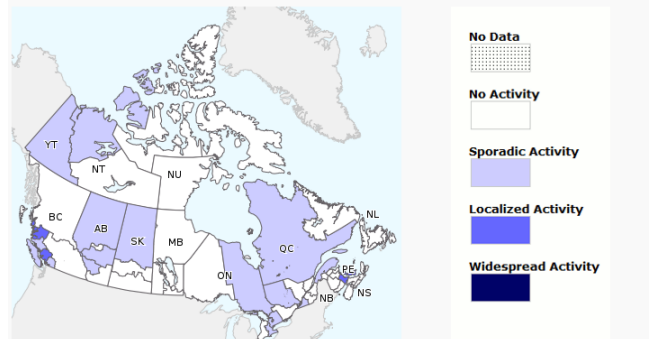 YT
NT
NU
BC
AB
SK
MB
ON
QC
NL
PE
NB
NS
No Data
No Activity
Sporadic Activity
Localized Activity
Widespread Activity